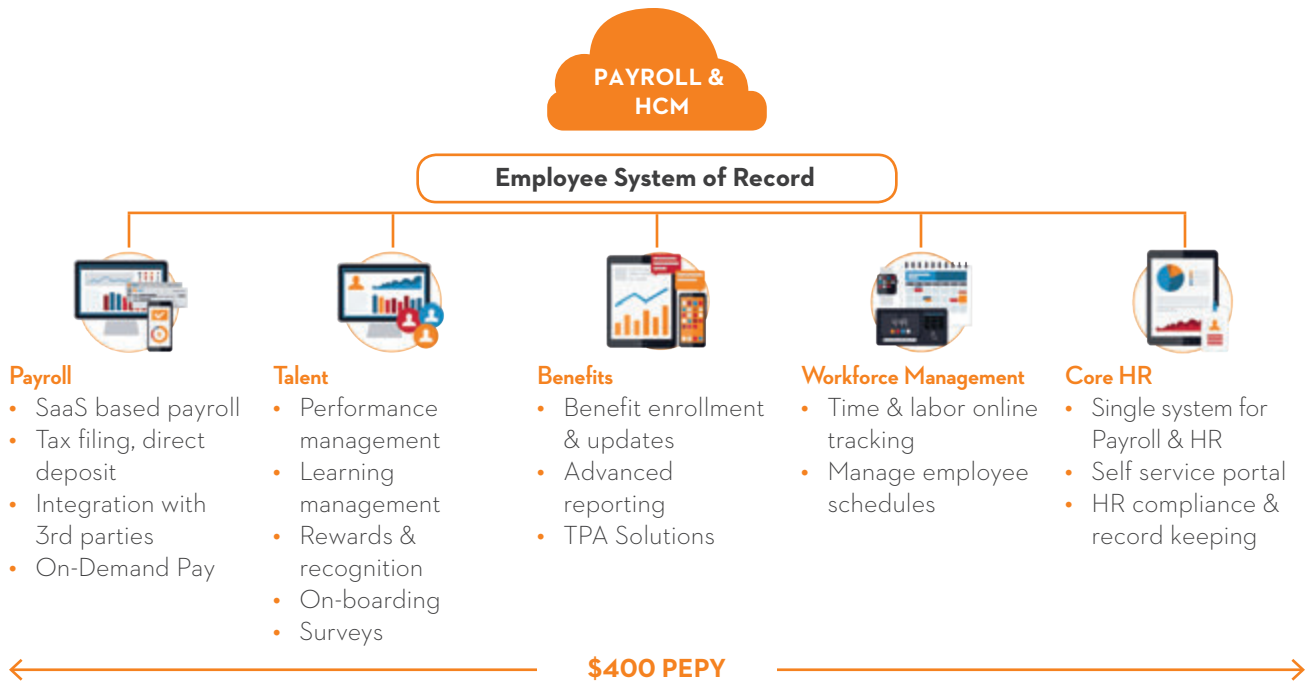 PAYROLL &
HCM
Employee System of Record
Payroll
• SaaS based payroll
• Tax filing, direct
deposit
• Integration with
3rd parties
• On-Demand Pay
Talent
• Performance
management
• Learning
management
• Rewards &
recognition
• On-boarding
• Surveys
Benefits
• Benefit enrollment
& updates
• Advanced
reporting
• TPA Solutions
Workforce Management
• Time & labor online
tracking
• Manage employee
schedules
Core HR
• Single system for
Payroll & HR
• Self service portal
• HR compliance &
record keeping
$400 PEPY